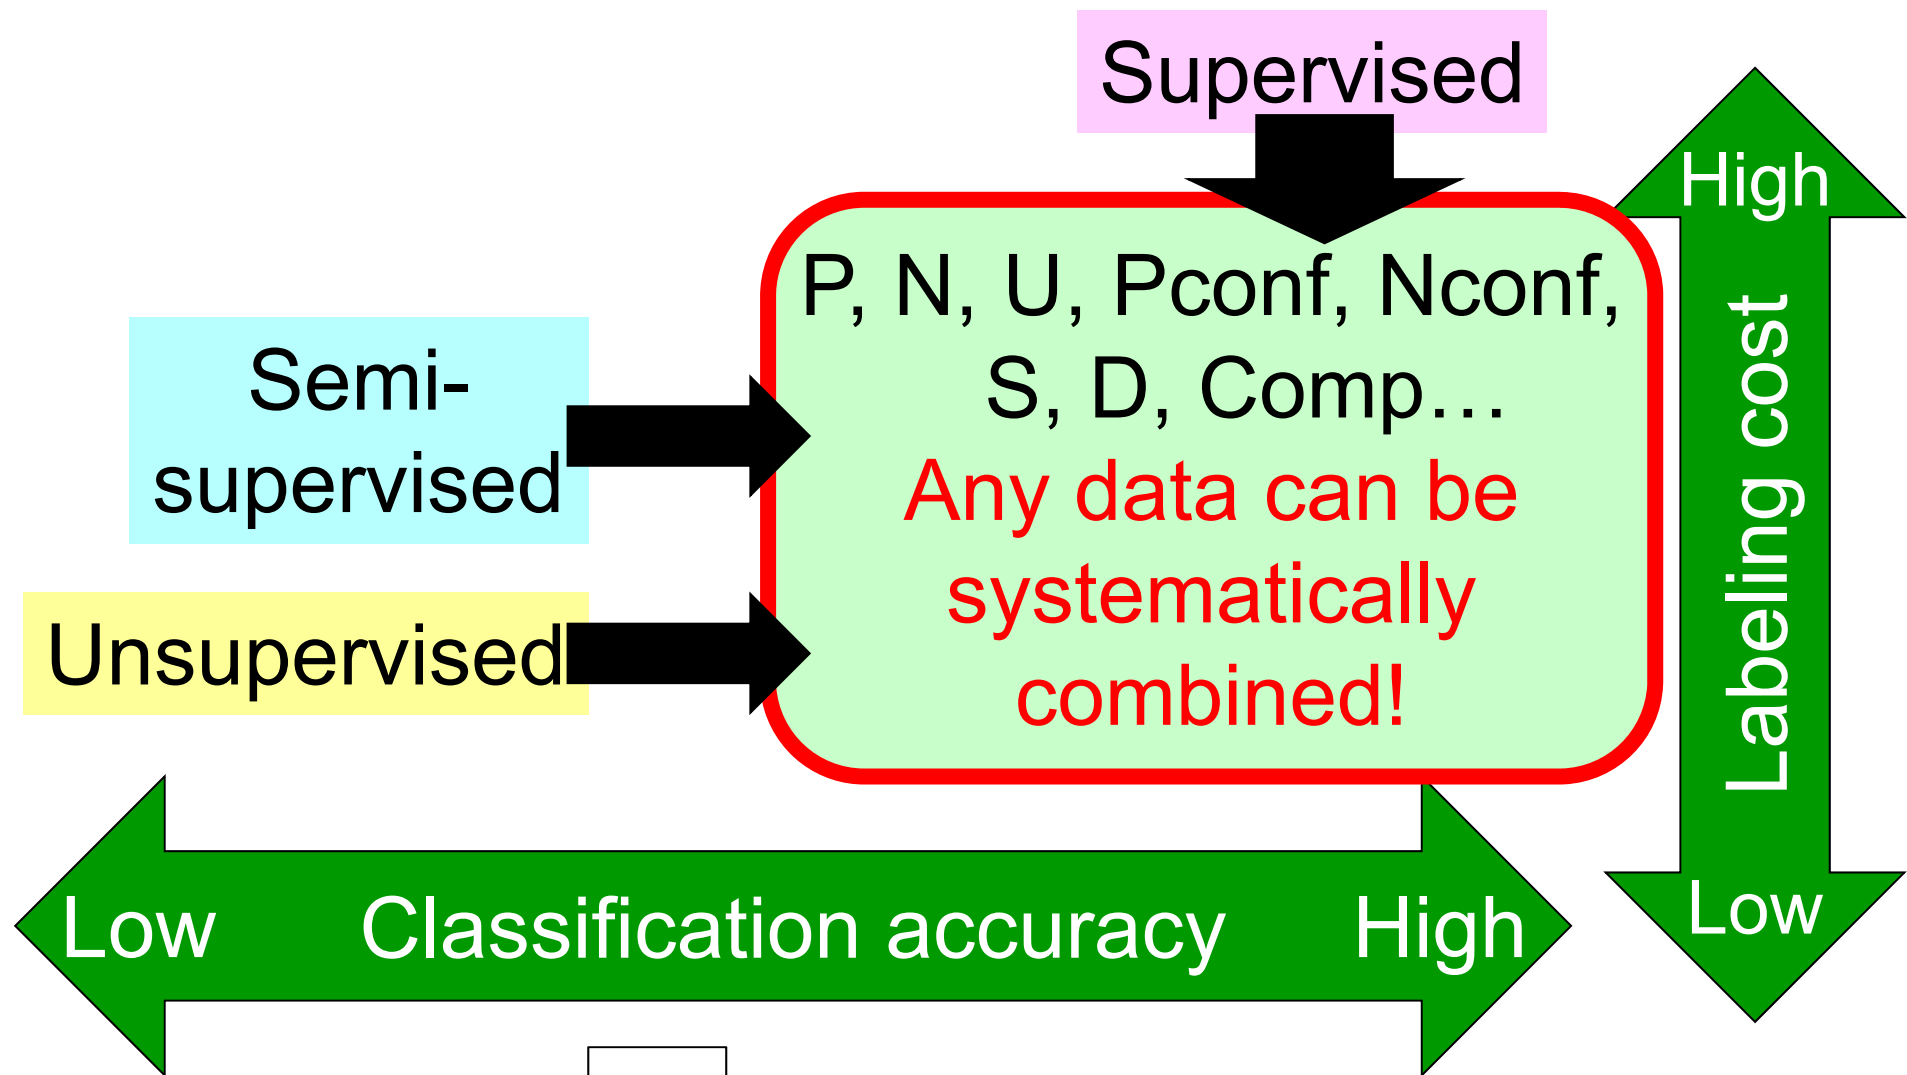 Supervised
High
P, N, U, Pconf, Nconf,
S, D, Comp…
Any data can be
systematically
combined!
Semi-
supervised
Unsupervised
Labeling cost
Low
Low Classification accuracy High